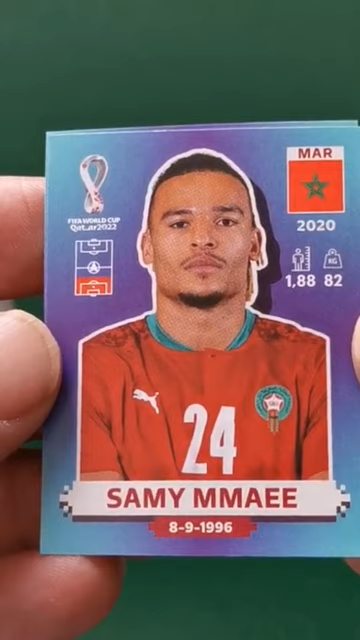 MAR
FIFA WORLD CUP
Qatar2022
2020
KG
1,88 82
24
SAMY MMAEE
8-9-1996